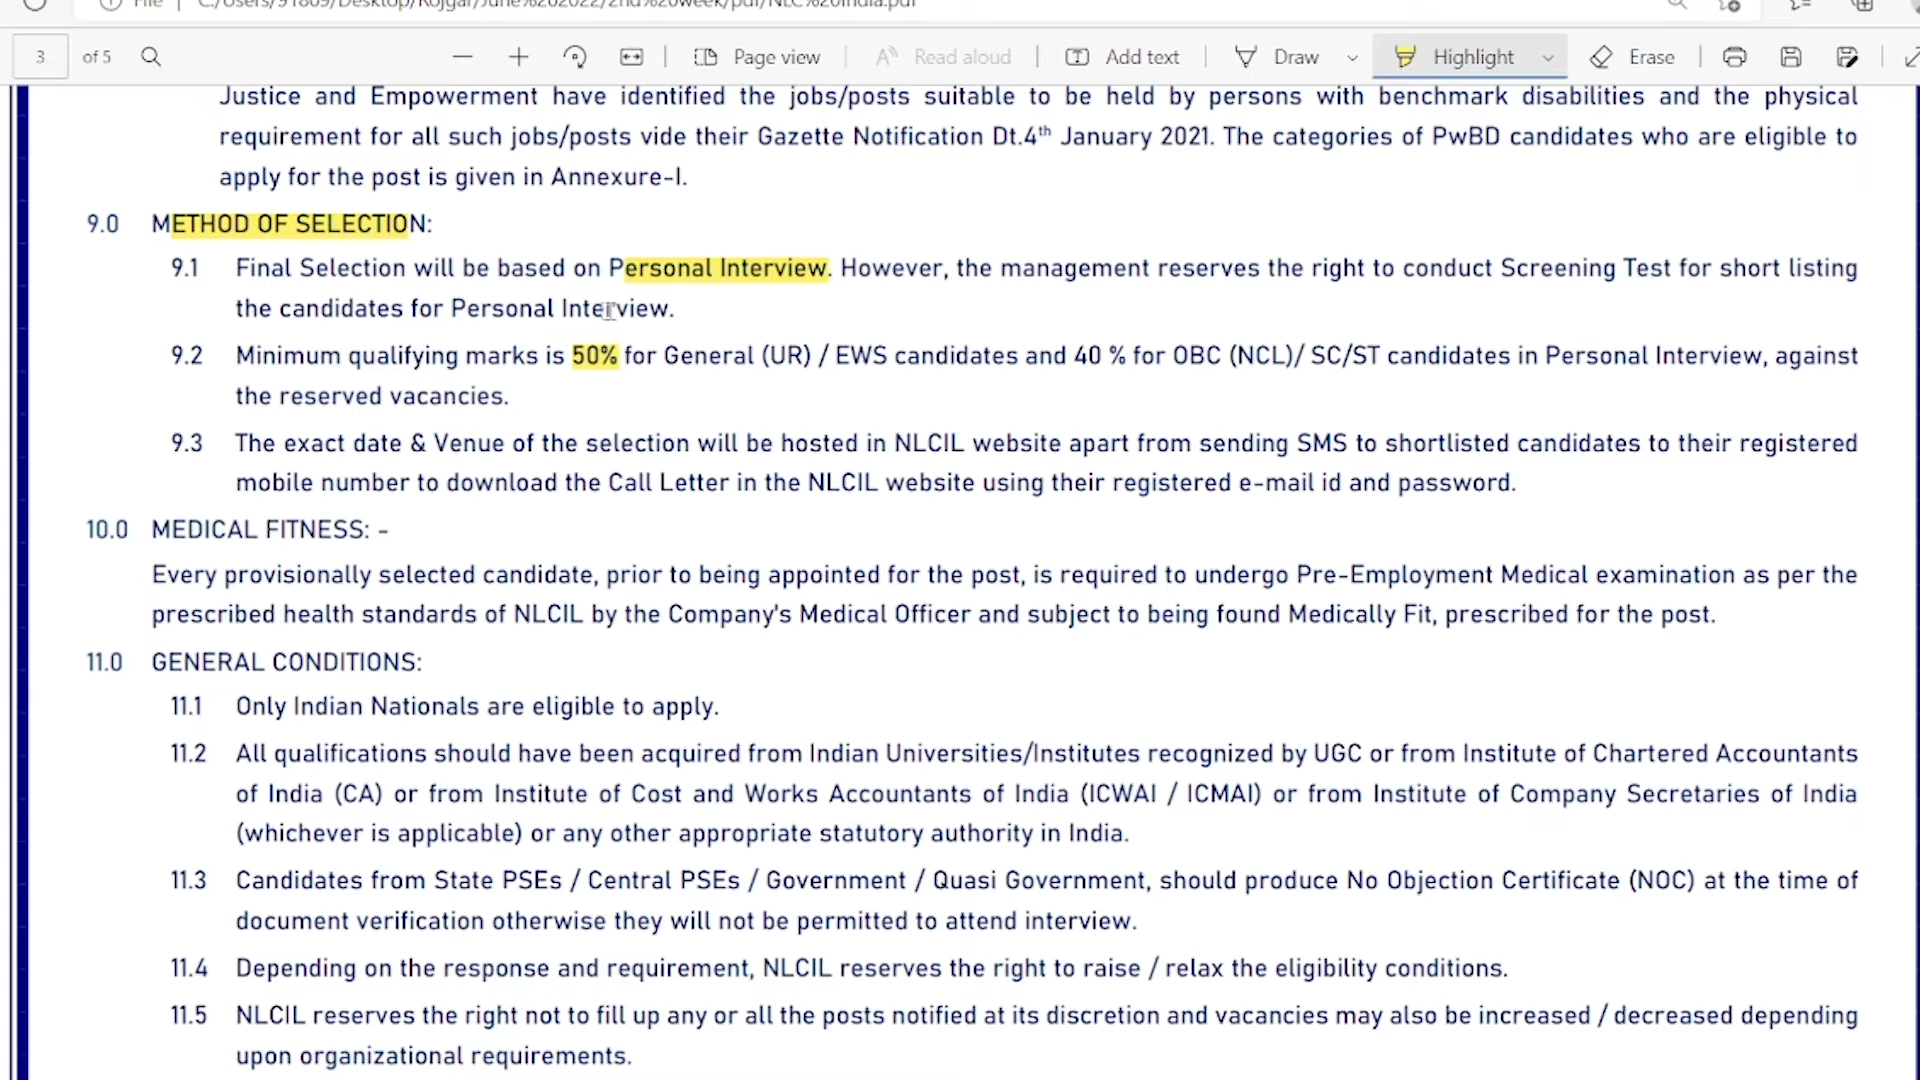 File C:/Users/91809/Desktop/Rojgar/June%202022/2nd%20week/pdf/NLC%20India.pdf
3 of 5 Page view Read aloud Add text Draw Highlight Erase
Justice and Empowerment have identified the jobs/posts suitable to be held by persons with benchmark disabilities and the physical
requirement for all such jobs/posts vide their Gazette Notification Dt.4th January 2021. The categories of PwBD candidates who are eligible to
apply for the post is given in Annexure-I.
9.0 METHOD OF SELECTION:
9.1 Final Selection will be based on Personal Interview. However, the management reserves the right to conduct Screening Test for short listing
the candidates for Personal Interview.
9.2 Minimum qualifying marks is 50% for General (UR) / EWS candidates and 40 % for OBC (NCL)/ SC/ST candidates in Personal Interview, against
the reserved vacancies.
9.3 The exact date & Venue of the selection will be hosted in NLCIL website apart from sending SMS to shortlisted candidates to their registered
mobile number to download the Call Letter in the NLCIL website using their registered e-mail id and password.
10.0 MEDICAL FITNESS: -
Every provisionally selected candidate, prior to being appointed for the post, is required to undergo Pre-Employment Medical examination as per the
prescribed health standards of NLCIL by the Company's Medical Officer and subject to being found Medically Fit, prescribed for the post.
11.0 GENERAL CONDITIONS:
11.1 Only Indian Nationals are eligible to apply.
11.2 All qualifications should have been acquired from Indian Universities/Institutes recognized by UGC or from Institute of Chartered Accountants
of India (CA) or from Institute of Cost and Works Accountants of India (ICWAI / ICMAI) or from Institute of Company Secretaries of India
(whichever is applicable) or any other appropriate statutory authority in India.
11.3 Candidates from State PSEs / Central PSEs / Government / Quasi Government, should produce No Objection Certificate (NOC) at the time of
document verification otherwise they will not be permitted to attend interview.
11.4 Depending on the response and requirement, NLCIL reserves the right to raise / relax the eligibility conditions.
11.5 NLCIL reserves the right not to fill up any or all the posts notified at its discretion and vacancies may also be increased / decreased depending
upon organizational requirements.